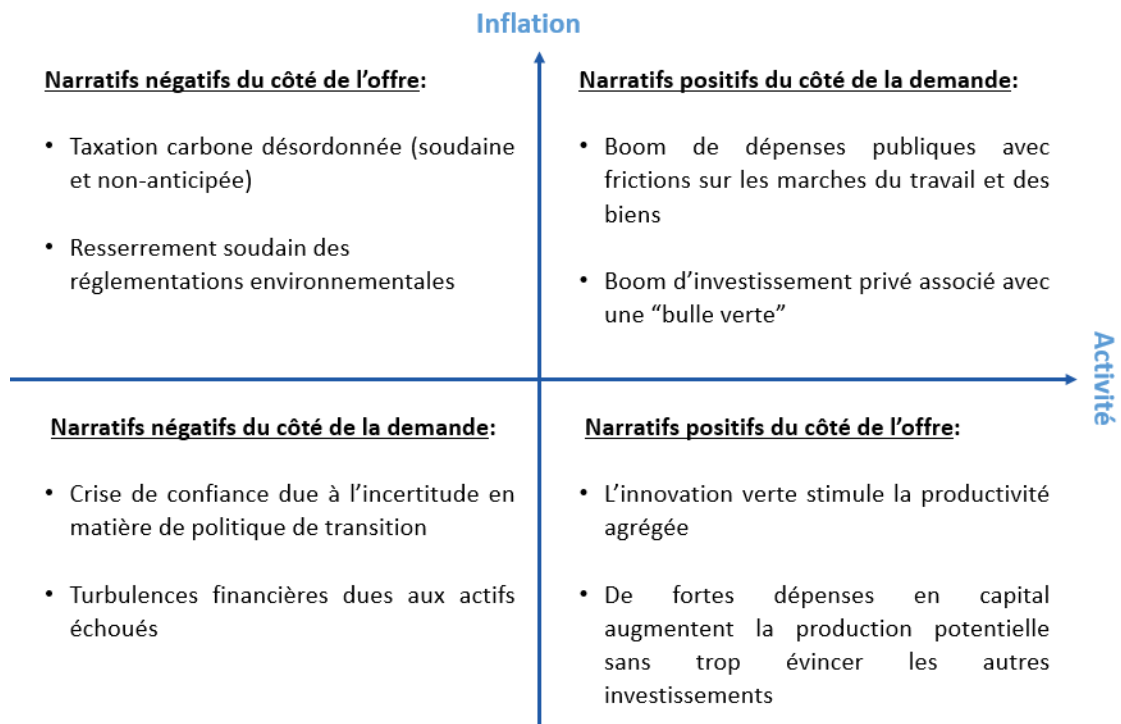 Inflation
Narratifs négatifs du côté de l’offre:
• Taxation carbone désordonnée (soudaine
et non-anticipée)
• Resserrement soudain des
réglementations environnementales
Narratifs positifs du côté de la demande:
• Boom de dépenses publiques avec
frictions sur les marches du travail et des
biens
• Boom d’investissement privé associé avec
une “bulle verte”
Activité
Narratifs négatifs du côté de la demande:
• Crise de confiance due à l’incertitude en
matière de politique de transition
• Turbulences financières dues aux actifs
échoués
Narratifs positifs du côté de l’offre:
• L’innovation verte stimule la productivité
agrégée
• De fortes dépenses en capital
augmentent la production potentielle
sans trop évincer les autres
investissements